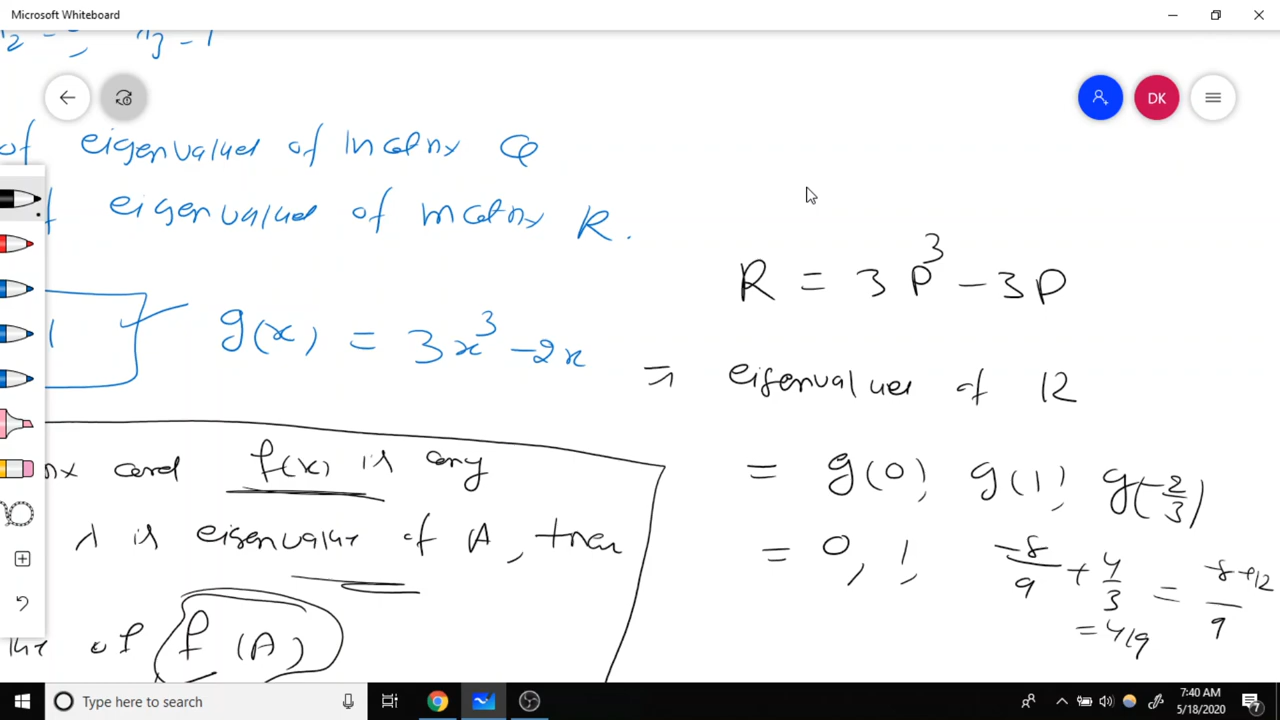 Microsoft Whiteboard
DK
of eigenvalues of matrix Q
eigenvalues of matrix R.
g(x) = 3x³ - 2x
f(x) is any
λ is eigenvalue of A, then
of f(A)
R = 3P³ - 3P
⇒ eigenvalues of R
= g(0), g(1), g(-2/3)
= 0, 1, -8/9 + 4/3 = -8+12/9
= 4/9
Type here to search
7:40 AM
5/18/2020
7